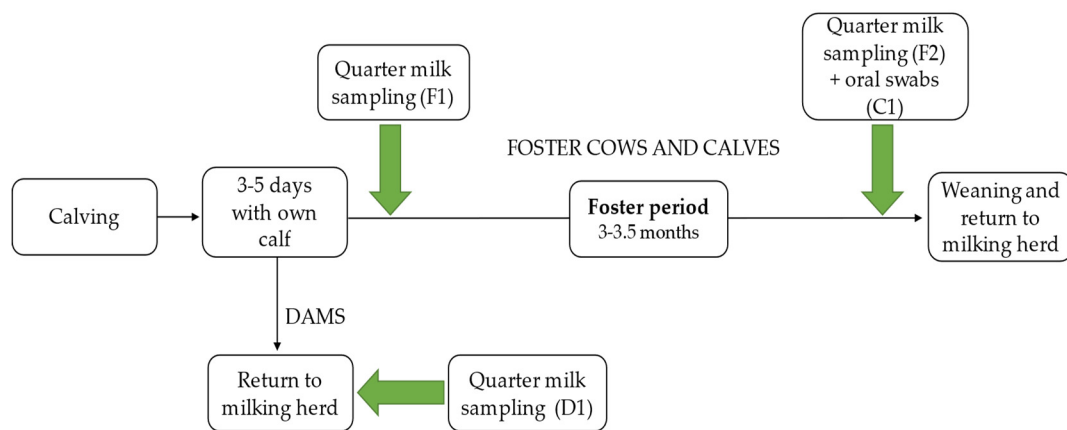 Quarter milk
sampling (F1)
Quarter milk
sampling (F2)
+ oral swabs
(C1)
FOSTER COWS AND CALVES
Calving
3-5 days
with own
calf
Foster period
3-3.5 months
Weaning and
return to
milking herd
DAMS
Return to
milking herd
Quarter milk
sampling (D1)